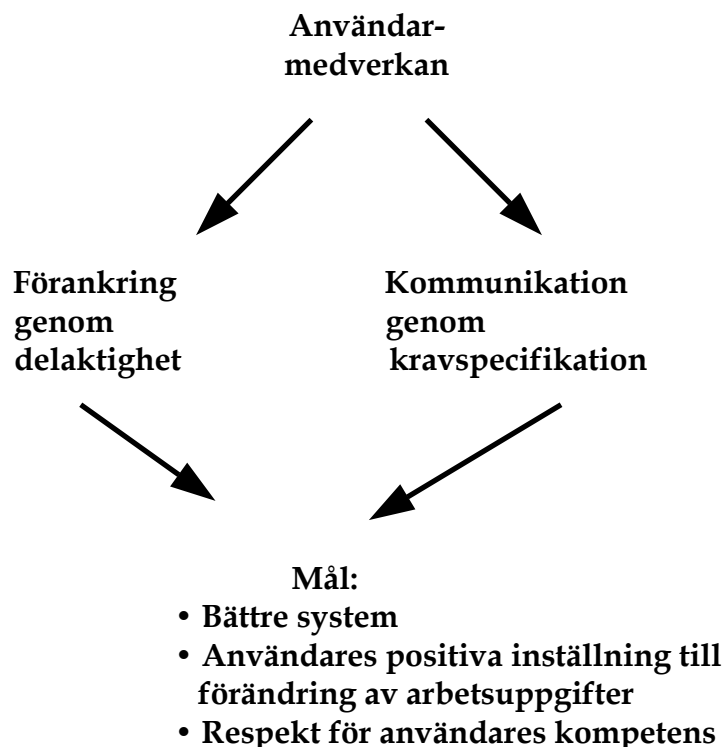 Användar-
medverkan
Förankring
genom
delaktighet
Kommunikation
genom
kravspecifikation
Mål:
• Bättre system
• Användares positiva inställning till
förändring av arbetsuppgifter
• Respekt för användares kompetens